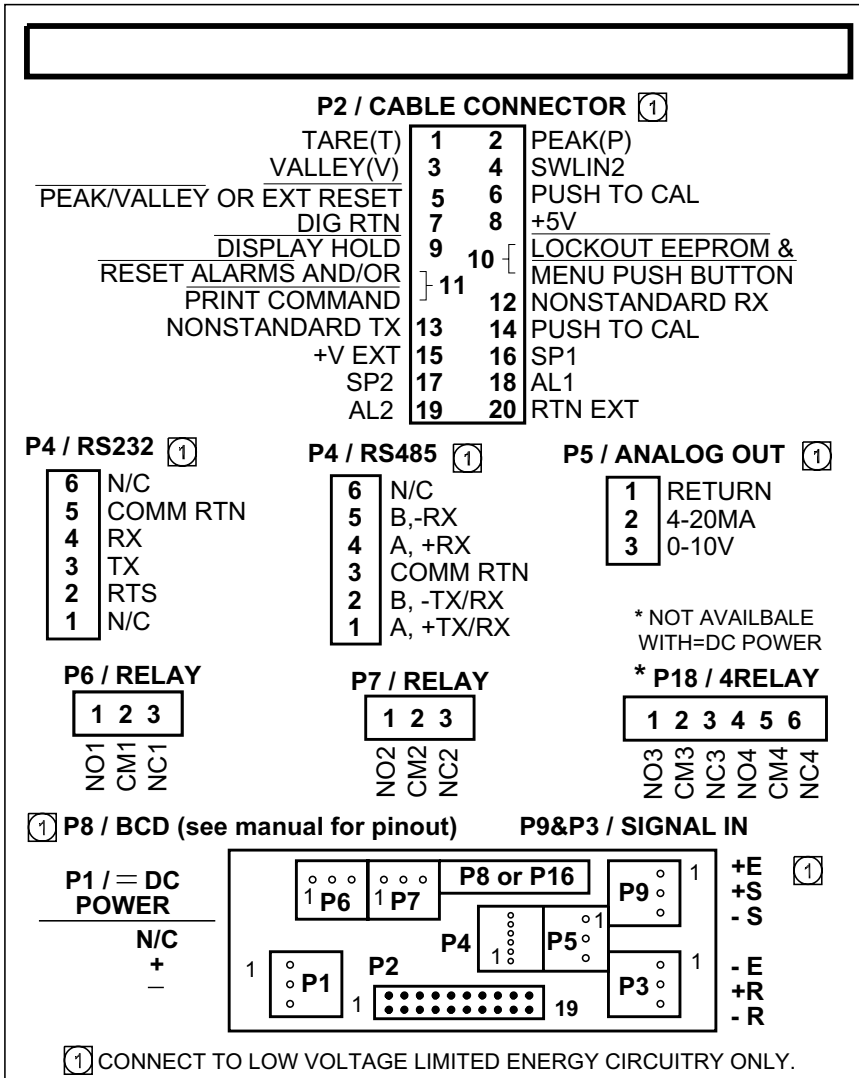 P2 / CABLE CONNECTOR 1
TARE(T) 1 2 PEAK(P)
VALLEY(V) 3 4 SWLIN2
PEAK/VALLEY OR EXT RESET 5 6 PUSH TO CAL
DIG RTN 7 8 +5V
DISPLAY HOLD 9 10 LOCKOUT EEPROM &
MENU PUSH BUTTON
RESET ALARMS AND/OR 11
PRINT COMMAND 12 NONSTANDARD RX
NONSTANDARD TX 13 14 PUSH TO CAL
+V EXT 15 16 SP1
SP2 17 18 AL1
AL2 19 20 RTN EXT
P4 / RS232 1
6 N/C
5 COMM RTN
4 RX
3 TX
2 RTS
1 N/C
P4 / RS485 1
6 N/C
5 B,-RX
4 A, +RX
3 COMM RTN
2 B, -TX/RX
1 A, +TX/RX
P5 / ANALOG OUT 1
1 RETURN
2 4-20MA
3 0-10V
* NOT AVAILBALE
WITH=DC POWER
P6 / RELAY
1 2 3
NO1 CM1 NC1
P7 / RELAY
1 2 3
NO2 CM2 NC2
* P18 / 4RELAY
1 2 3 4 5 6
NO3 CM3 NC3 NO4 CM4 NC4
1 P8 / BCD (see manual for pinout)
P9&P3 / SIGNAL IN
P1 / = DC
POWER
N/C
+
–
1 P6
1 P7
P8 or P16
P9 1
P4 1
P5 1
1 P1
P2
1 19
P3 1
+E 1
+S
- S
- E
+R
- R
1 CONNECT TO LOW VOLTAGE LIMITED ENERGY CIRCUITRY ONLY.